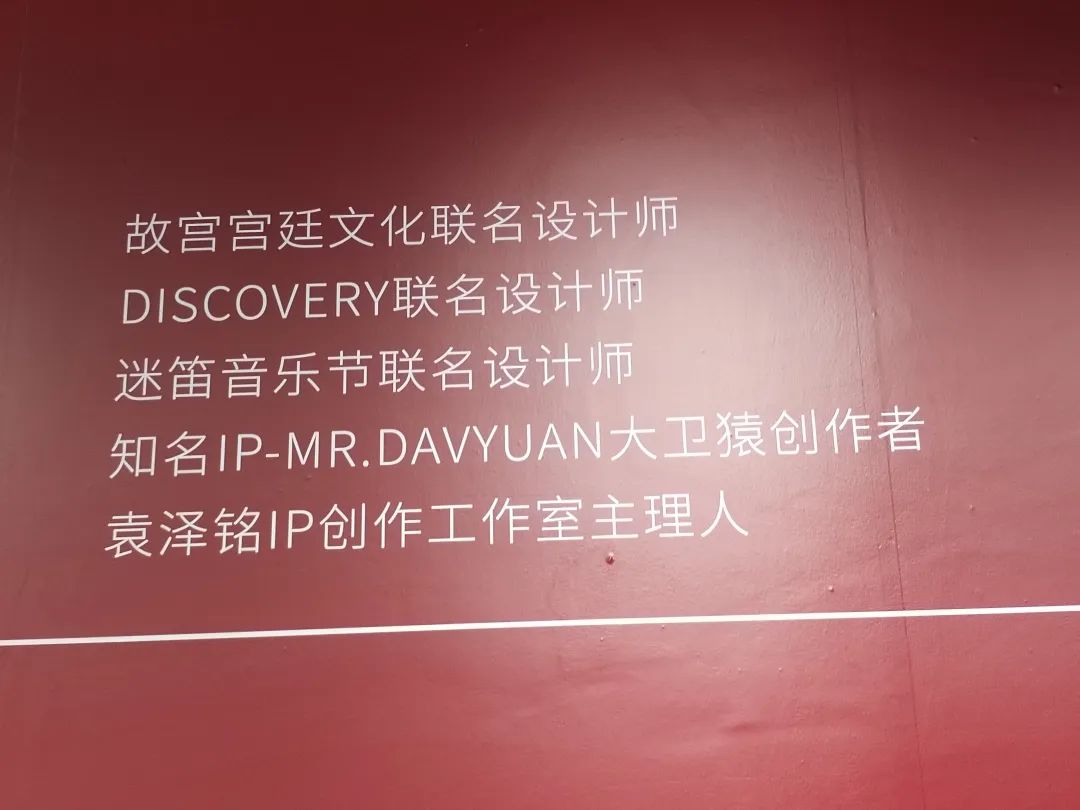 故宫宫廷文化联名设计师
DISCOVERY联名设计师
迷笛音乐节联名设计师
知名IP-MR.DAVYUAN大卫猿创作者
袁泽铭IP创作工作室主理人